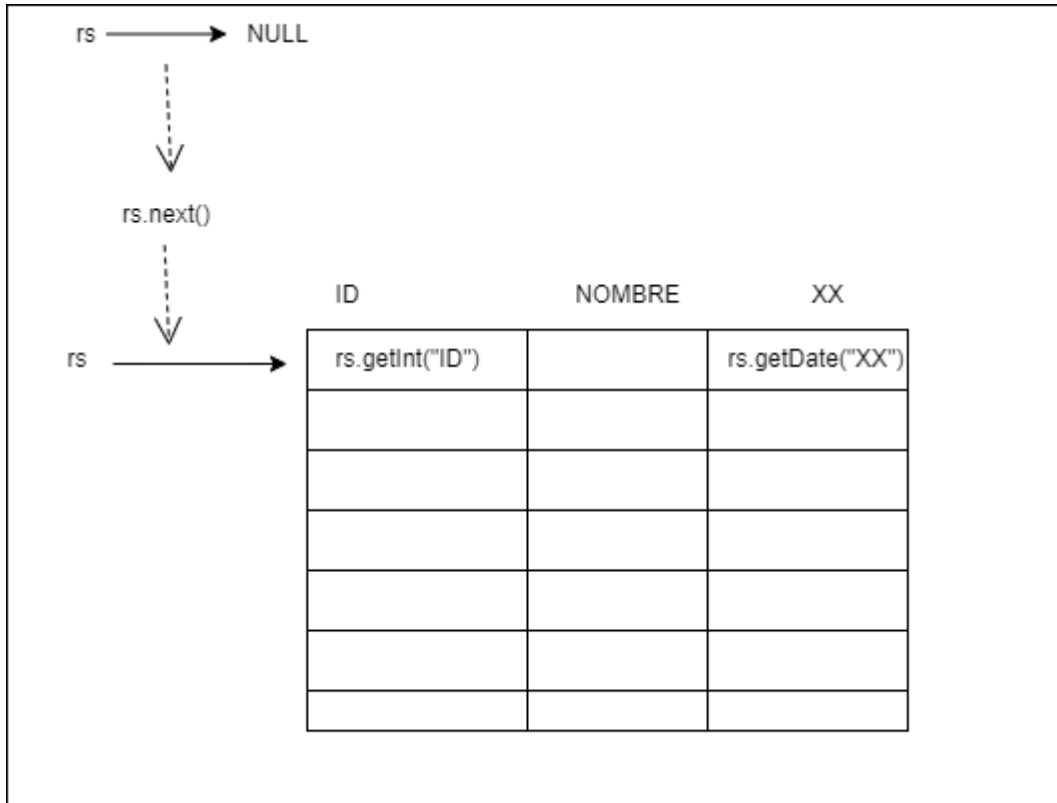 rs NULL
rs.next()
ID NOMBRE XX
rs rs.getInt("ID") rs.getDate("XX")